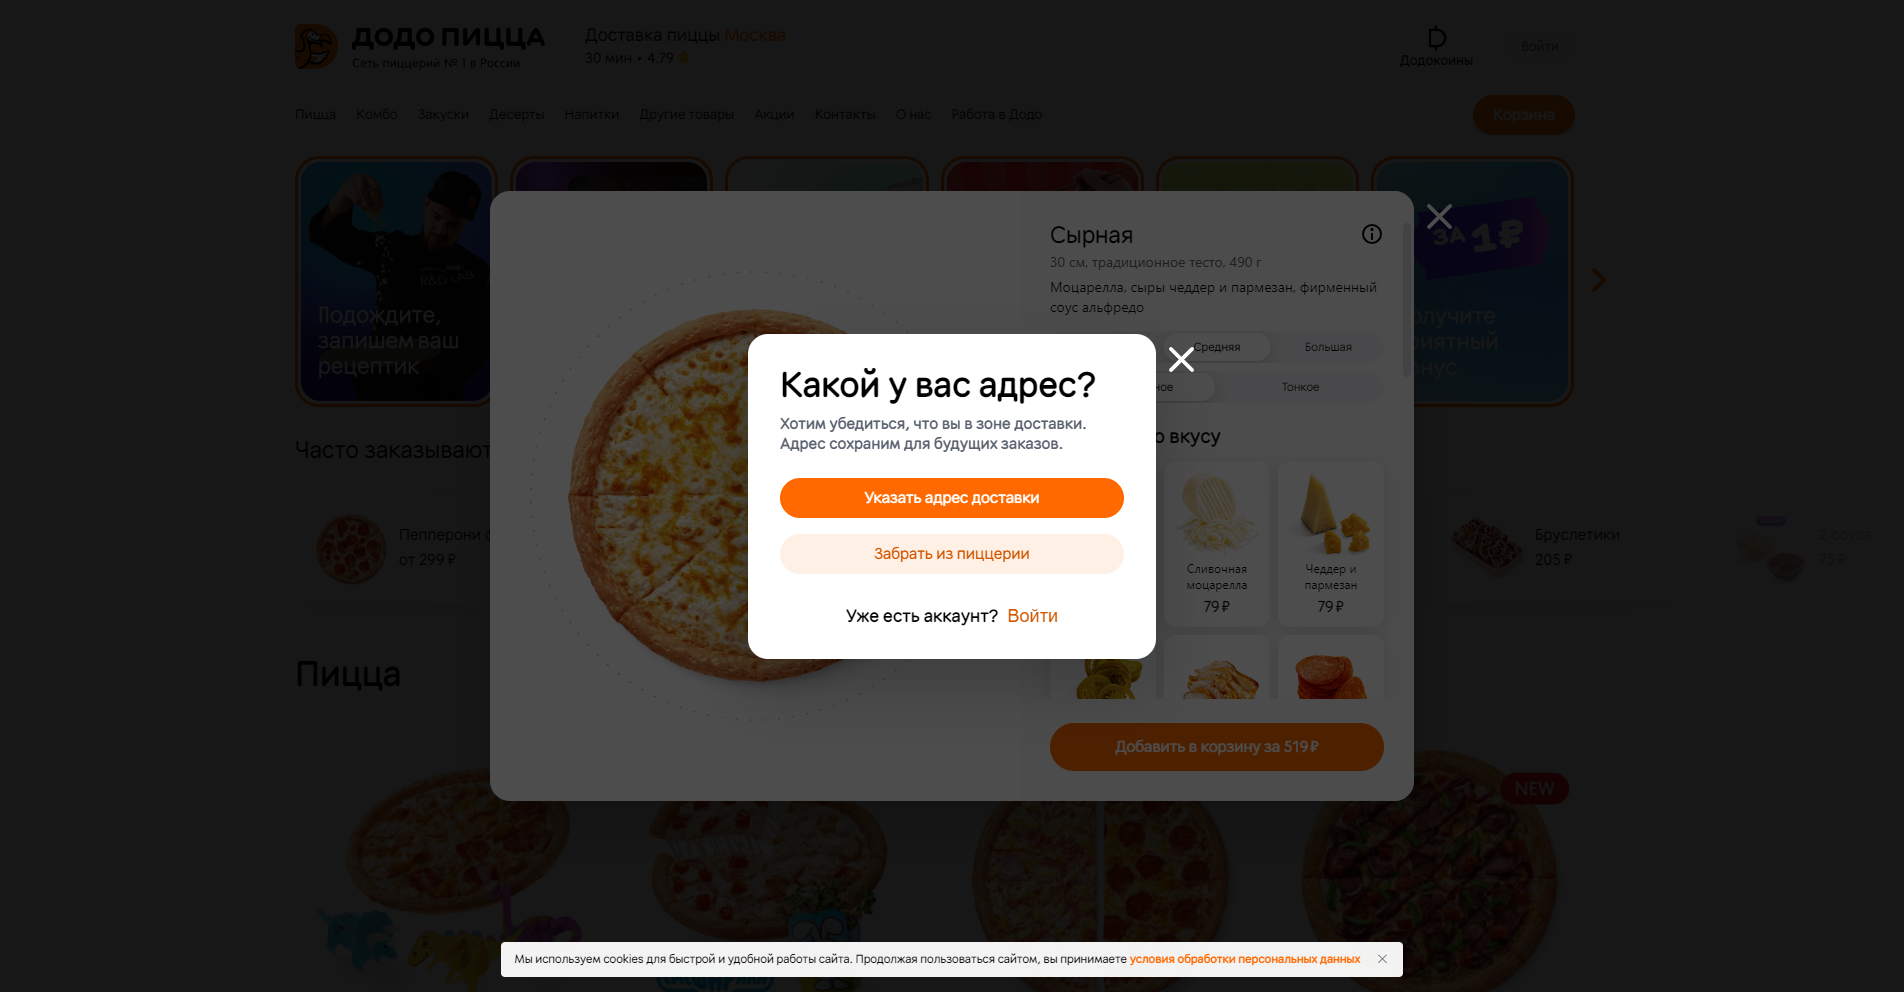 ДОДО ПИЦЦА
Сеть пиццерий № 1 в России
Доставка пиццы Москва
30 мин • 4.79
Додокоины
Войти
Пицца Комбо Закуски Десерты Напитки Другие товары Акции Контакты О нас Работа в Додо
Корзина
R&D LAB
Подождите,
запишем ваш
рецептик
ЗА 1₽
олучите
риятный
онус
Сырная
30 см, традиционное тесто, 490 г
Моцарелла, сыры чеддер и пармезан, фирменный
соус альфредо
Средняя Большая
ное Тонкое
о вкусу
Какой у вас адрес?
Хотим убедиться, что вы в зоне доставки.
Адрес сохраним для будущих заказов.
Указать адрес доставки
Забрать из пиццерии
Уже есть аккаунт? Войти
Сливочная
моцарелла
79 ₽
Чеддер и
пармезан
79 ₽
Добавить в корзину за 519 ₽
Часто заказывают
Пепперони с
от 299 ₽
Бруслетики
205 ₽
2 соуса
75 ₽
Пицца
NEW
Мы используем cookies для быстрой и удобной работы сайта. Продолжая пользоваться сайтом, вы принимаете условия обработки персональных данных